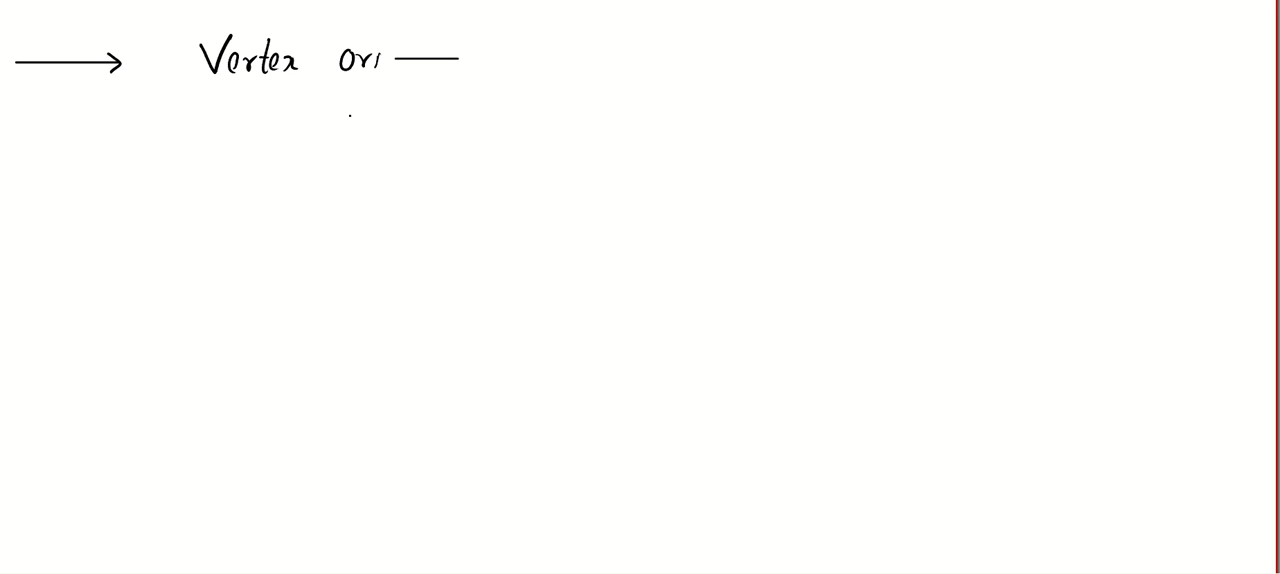 → Vertex ori —